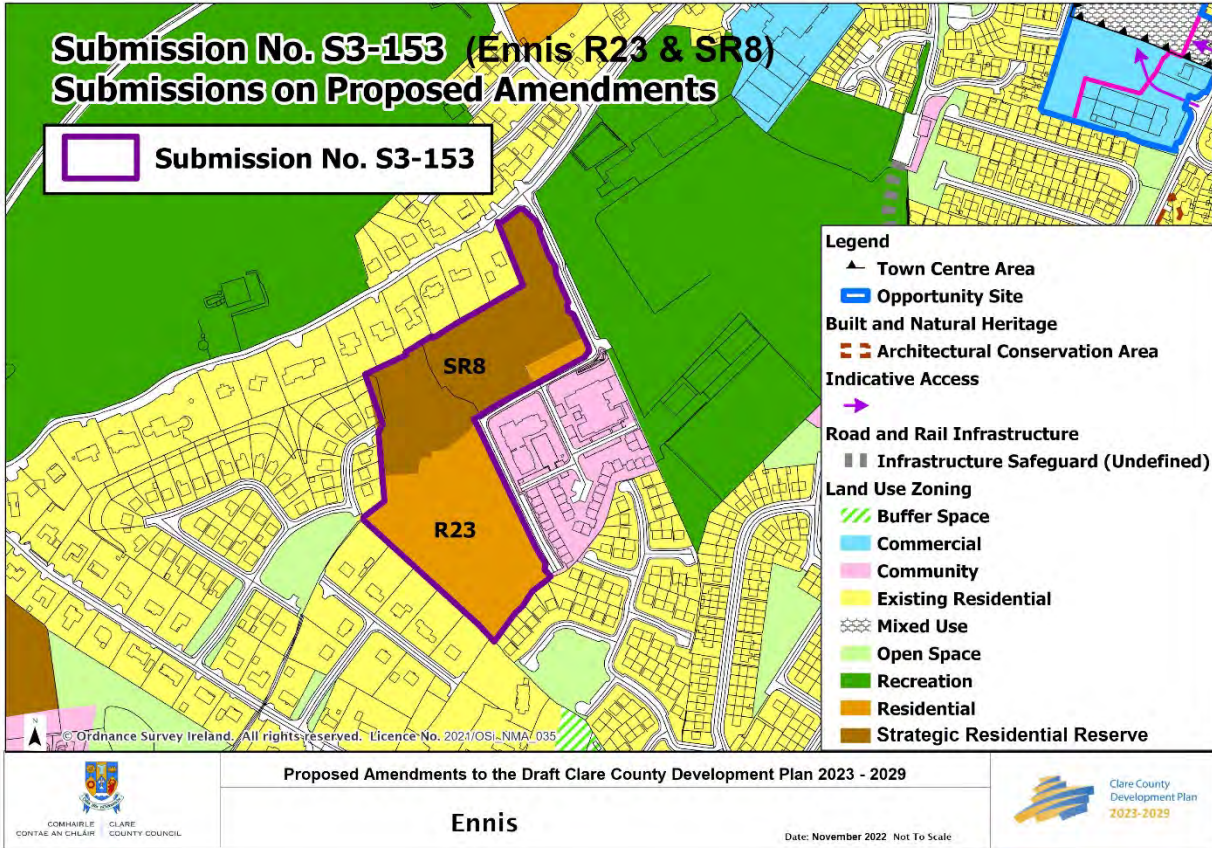 Submission No. S3-153 (Ennis R23 & SR8)
Submissions on Proposed Amendments
Submission No. S3-153
SR8
R23
Legend
Town Centre Area
Opportunity Site
Built and Natural Heritage
Architectural Conservation Area
Indicative Access
Road and Rail Infrastructure
Infrastructure Safeguard (Undefined)
Land Use Zoning
Buffer Space
Commercial
Community
Existing Residential
Mixed Use
Open Space
Recreation
Residential
Strategic Residential Reserve
N
© Ordnance Survey Ireland. All rights reserved. Licence No. 2021/OSi_NMA_035
COMHAIRLE CLARE
CONTAE AN CHLÁIR COUNTY COUNCIL
Proposed Amendments to the Draft Clare County Development Plan 2023 - 2029
Ennis
Date: November 2022 Not To Scale
Clare County
Development Plan
2023-2029